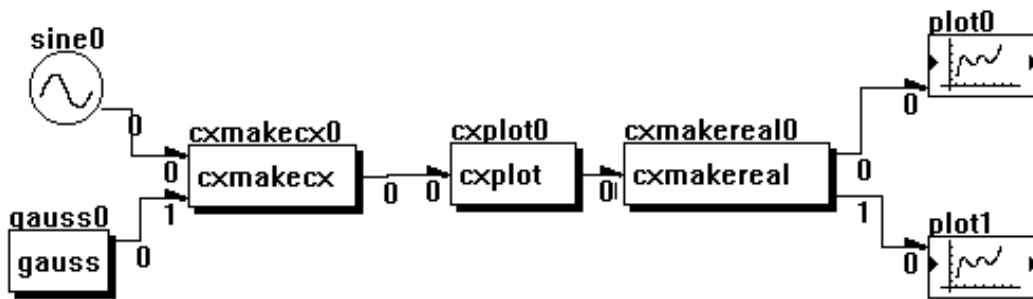 sine0
0
gauss0
gauss
0
cxmakecx0
0
1
cxmakecx
0
cxplot0
0
cxplot
cxmakereal0
0
cxmakereal
0
1
plot0
0
plot1
0